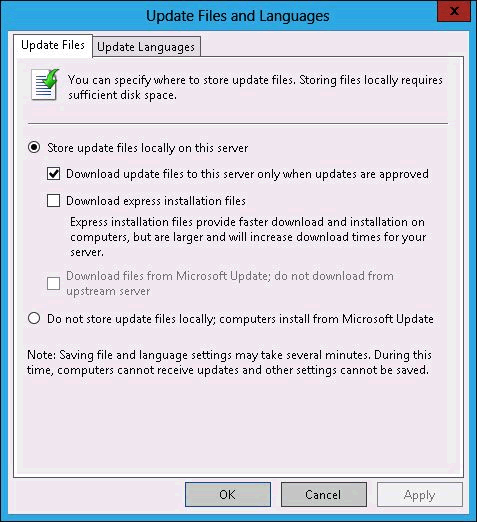 Update Files and Languages
x
Update Files
Update Languages
You can specify where to store update files. Storing files locally requires
sufficient disk space.
Store update files locally on this server
Download update files to this server only when updates are approved
Download express installation files
Express installation files provide faster download and installation on
computers, but are larger and will increase download times for your
server.
Download files from Microsoft Update; do not download from
upstream server
Do not store update files locally; computers install from Microsoft Update
Note: Saving file and language settings may take several minutes. During this
time, computers cannot receive updates and other settings cannot be saved.
OK
Cancel
Apply